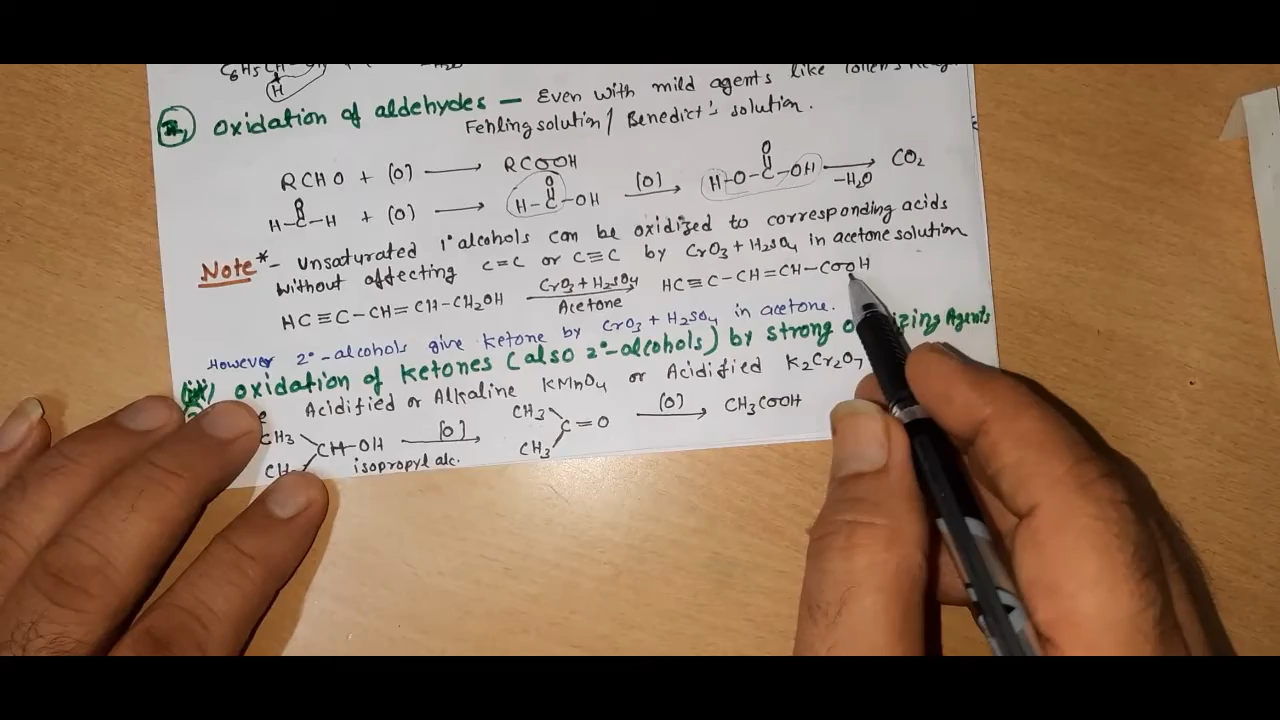 C6H5
H
II) Oxidation of aldehydes — Even with mild agents like
Fehling solution / Benedict's solution.
RCHO + [O] ⟶ RCOOH
H-C(=O)-H + [O] ⟶ H-C(=O)-OH [O]⟶ H-O-C(=O)-OH ⟶ -H2O CO2
Note * - Unsaturated 1° alcohols can be oxidized to corresponding acids
without affecting C=C or C≡C by CrO3 + H2SO4 in acetone solution
HC≡C-CH=CH-CH2OH CrO3 + H2SO4 ⟶ Acetone HC≡C-CH=CH-COOH
However 2°-alcohols give ketone by CrO3 + H2SO4 in acetone.
(iii) Oxidation of ketones (also 2°-alcohols) by strong Agents
Acidified or Alkaline KMnO4 or Acidified K2Cr2O7
CH3 CH-OH [O]⟶ CH3 CH3 C=O [O]⟶ CH3COOH
isopropyl alc.